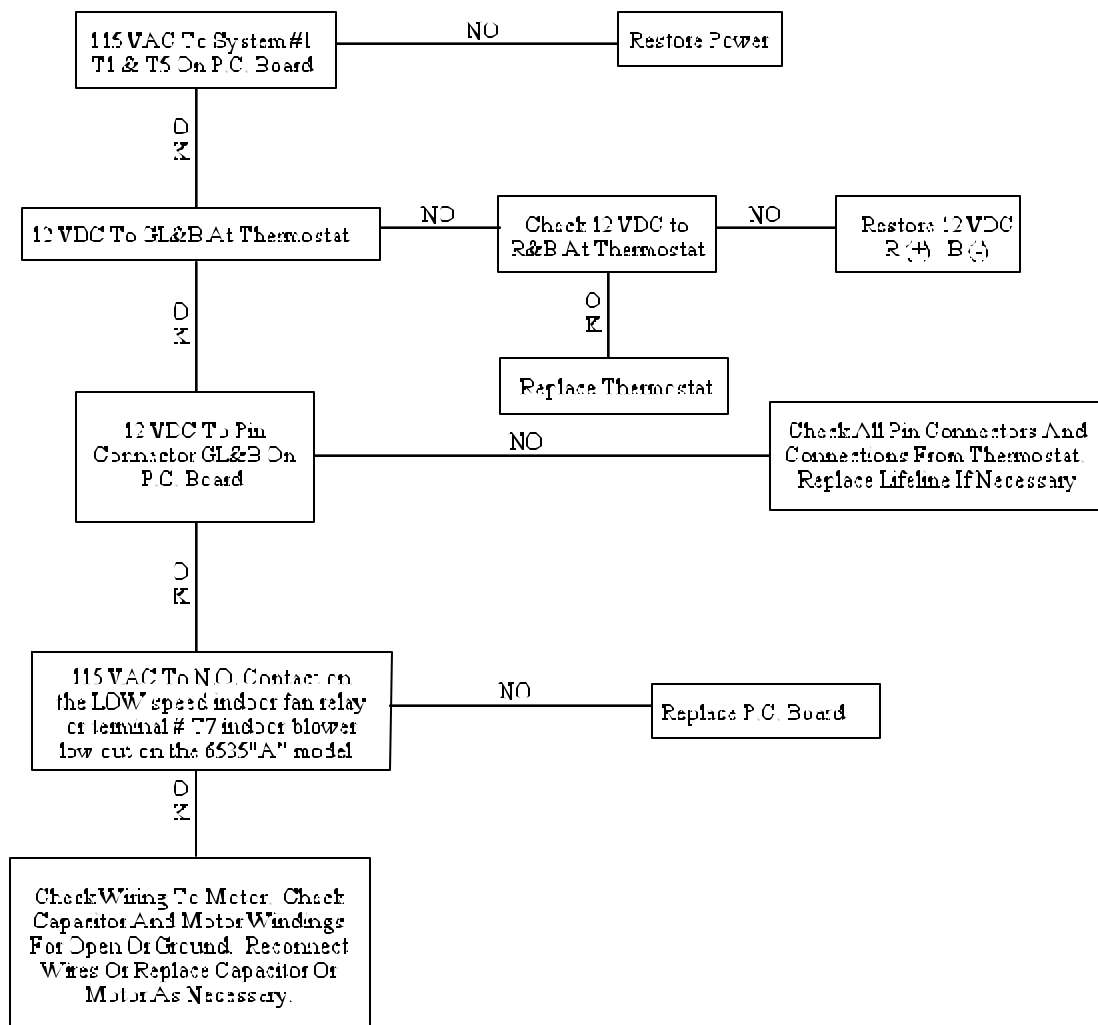 115 VAC To System #1
T1 & T5 On P.C. Board
NO
Restore Power
OK
12 VDC To GL&B At Thermostat
NO
Check 12 VDC to
R&B At Thermostat
NO
Restore 12 VDC
R (+) B (-)
OK
OK
Replace Thermostat
12 VDC To Pin
Connector GL&B On
P.C. Board
NO
Check All Pin Connectors And
Connections From Thermostat.
Replace Lifeline If Necessary
OK
115 VAC To N.O. Contact on
the LOW speed indoor fan relay
or terminal # T7 indoor blower
low out on the 6535"A" model
NO
Replace P.C. Board
OK
Check Wiring To Motor. Check
Capacitor And Motor Windings
For Open Or Ground. Reconnect
Wires Or Replace Capacitor Or
Motor As Necessary.